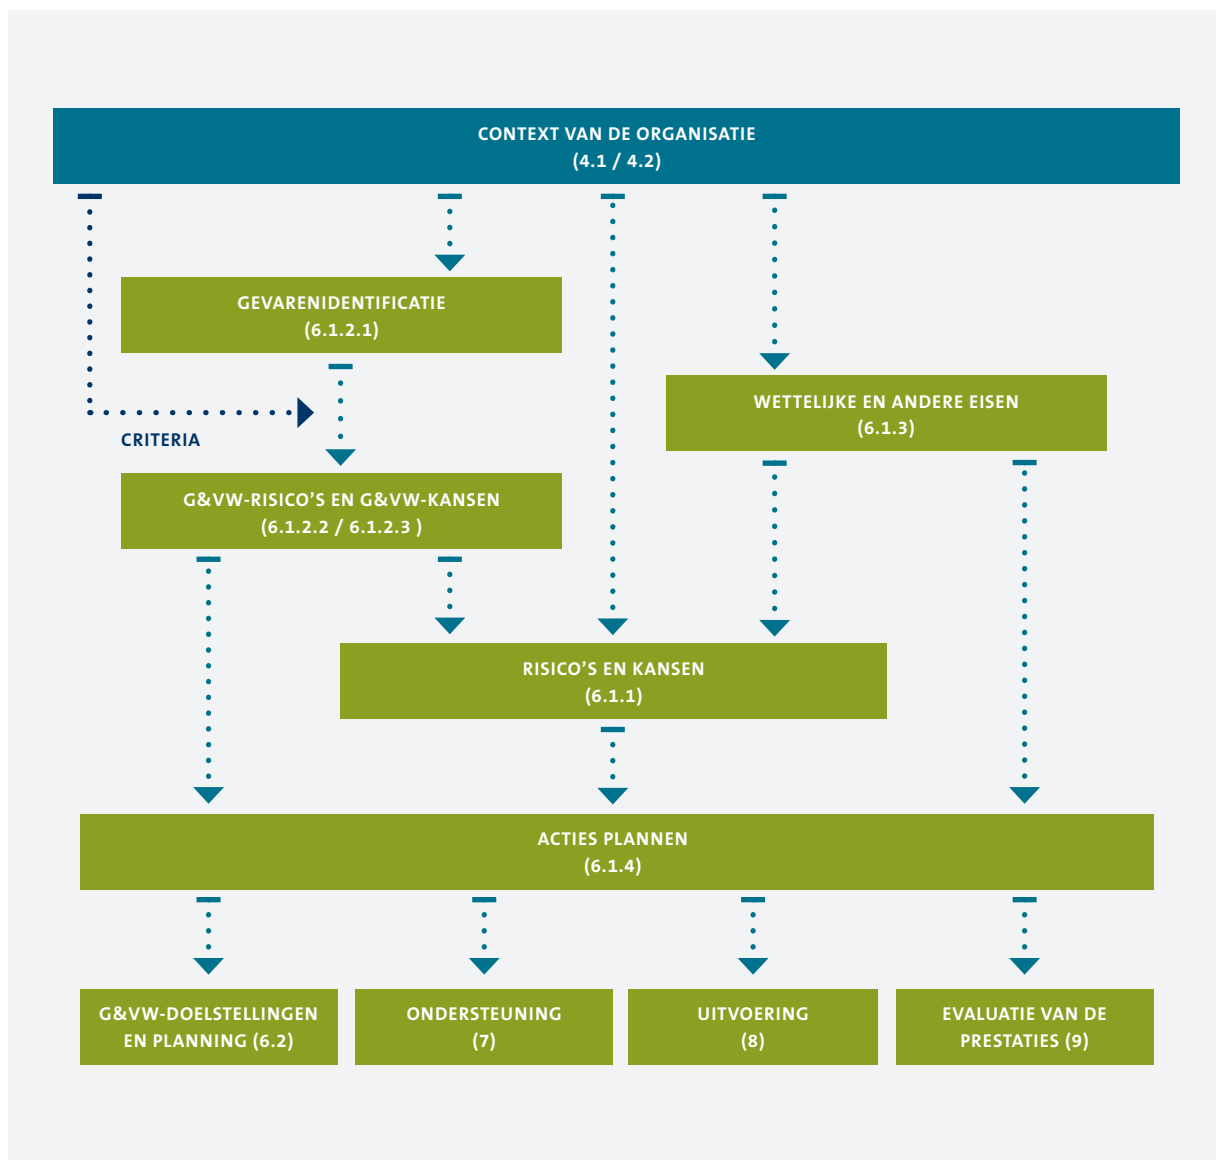 CONTEXT VAN DE ORGANISATIE
(4.1 / 4.2)
GEVARENIDENTIFICATIE
(6.1.2.1)
WETTELIJKE EN ANDERE EISEN
(6.1.3)
CRITERIA
G&VW-RISICO’S EN G&VW-KANSEN
(6.1.2.2 / 6.1.2.3 )
RISICO’S EN KANSEN
(6.1.1)
ACTIES PLANNEN
(6.1.4)
G&VW-DOELSTELLINGEN
EN PLANNING (6.2)
ONDERSTEUNING
(7)
UITVOERING
(8)
EVALUATIE VAN DE
PRESTATIES (9)